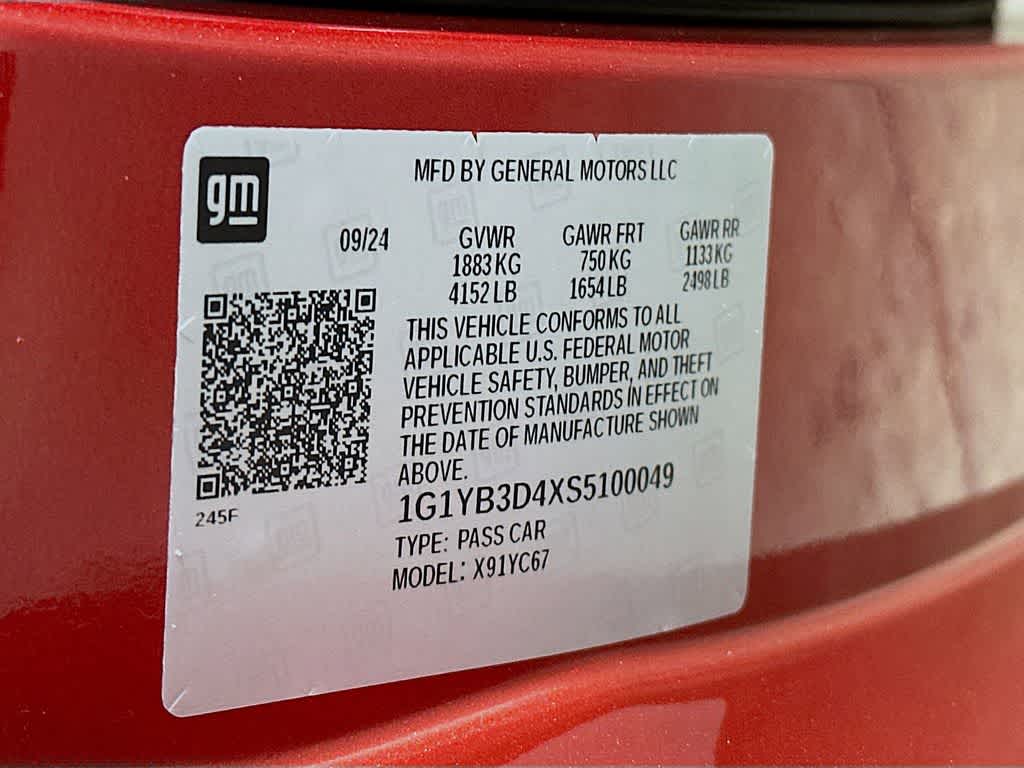 gm
MFD BY GENERAL MOTORS LLC
09/24
GVWR
1883 KG
4152 LB
GAWR FRT
750 KG
1654 LB
GAWR RR
1133 KG
2498 LB
THIS VEHICLE CONFORMS TO ALL
APPLICABLE U.S. FEDERAL MOTOR
VEHICLE SAFETY, BUMPER, AND THEFT
PREVENTION STANDARDS IN EFFECT ON
THE DATE OF MANUFACTURE SHOWN
ABOVE.
245F
1G1YB3D4XS5100049
TYPE: PASS CAR
MODEL: X91YC67